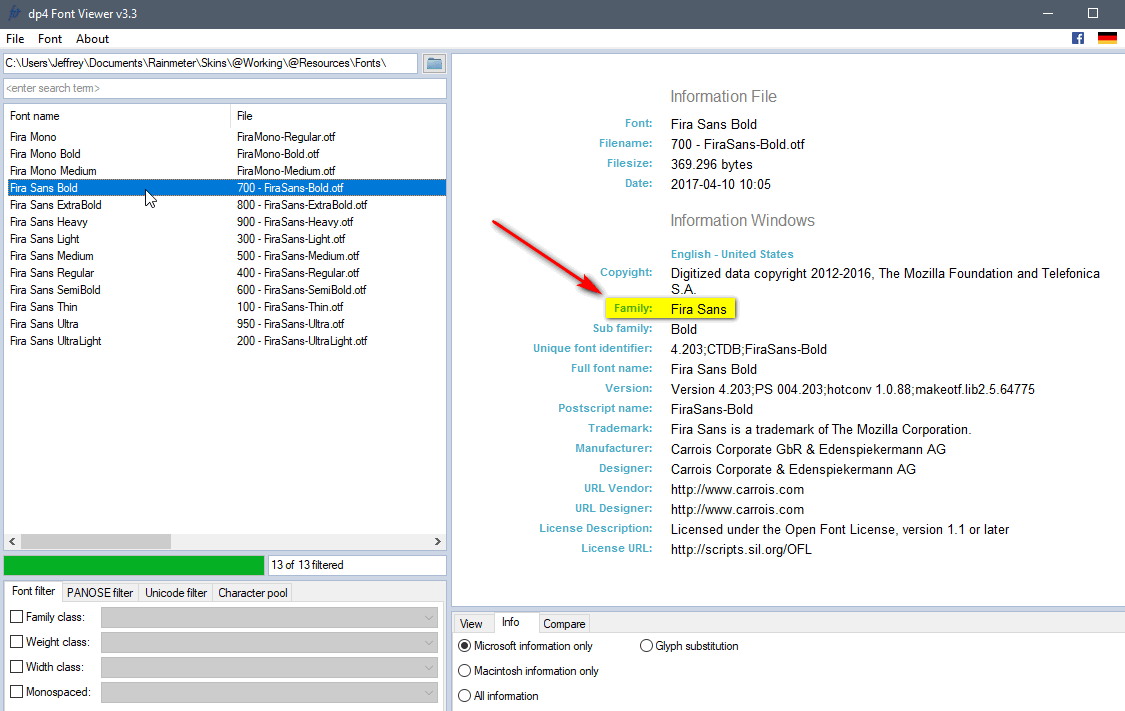 dp4 Font Viewer v3.3
File Font About
C:\Users\Jeffrey\Documents\Rainmeter\Skins\@Working\@Resources\Fonts\
<enter search term>
Font name File
Fira Mono FiraMono-Regular.otf
Fira Mono Bold FiraMono-Bold.otf
Fira Mono Medium FiraMono-Medium.otf
Fira Sans Bold 700 - FiraSans-Bold.otf
Fira Sans ExtraBold 800 - FiraSans-ExtraBold.otf
Fira Sans Heavy 900 - FiraSans-Heavy.otf
Fira Sans Light 300 - FiraSans-Light.otf
Fira Sans Medium 500 - FiraSans-Medium.otf
Fira Sans Regular 400 - FiraSans-Regular.otf
Fira Sans SemiBold 600 - FiraSans-SemiBold.otf
Fira Sans Thin 100 - FiraSans-Thin.otf
Fira Sans Ultra 950 - FiraSans-Ultra.otf
Fira Sans UltraLight 200 - FiraSans-UltraLight.otf
13 of 13 filtered
Font filter PANOSE filter Unicode filter Character pool
Family class:
Weight class:
Width class:
Monospaced:
Information File
Font: Fira Sans Bold
Filename: 700 - FiraSans-Bold.otf
Filesize: 369.296 bytes
Date: 2017-04-10 10:05
Information Windows
English - United States
Copyright: Digitized data copyright 2012-2016, The Mozilla Foundation and Telefonica
S.A.
Family: Fira Sans
Sub family: Bold
Unique font identifier: 4.203;CTDB;FiraSans-Bold
Full font name: Fira Sans Bold
Version: Version 4.203;PS 004.203;hotconv 1.0.88;makeotf.lib2.5.64775
Postscript name: FiraSans-Bold
Trademark: Fira Sans is a trademark of The Mozilla Corporation.
Manufacturer: Carrois Corporate GbR & Edenspiekermann AG
Designer: Carrois Corporate & Edenspiekermann AG
URL Vendor: http://www.carrois.com
URL Designer: http://www.carrois.com
License Description: Licensed under the Open Font License, version 1.1 or later
License URL: http://scripts.sil.org/OFL
View Info Compare
Microsoft information only Glyph substitution
Macintosh information only
All information